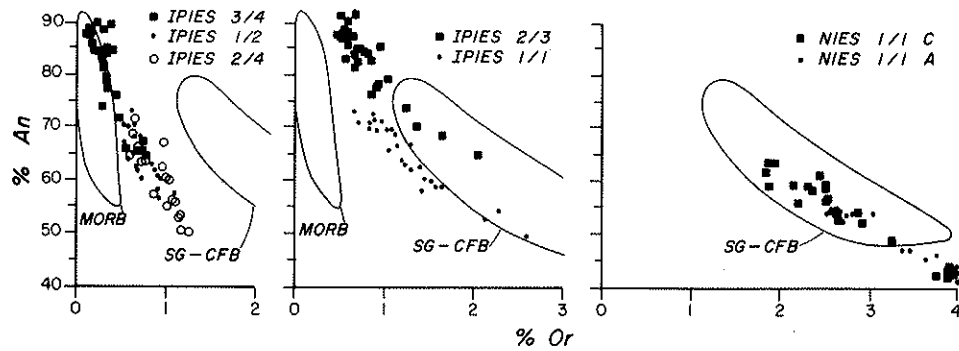 90
80
70
60
50
40
% An
IPIES 3/4
IPIES 1/2
IPIES 2/4
MORB
SG-CFB
0
1
2
IPIES 2/3
IPIES 1/1
MORB
SG-CFB
0
1
2
3
% Or
NIES 1/1 C
NIES 1/1 A
SG-CFB
0
1
2
3
4